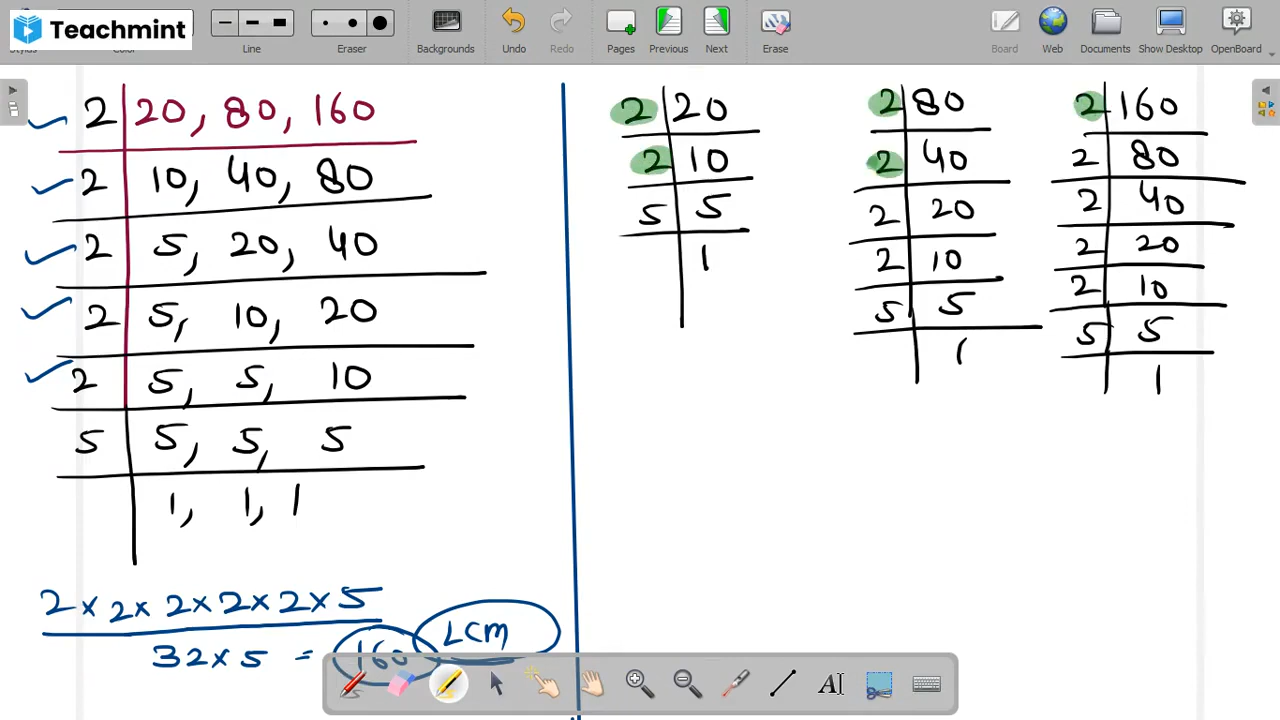 Teachmint
Line
Eraser
Backgrounds
Undo
Redo
Pages
Previous
Next
Erase
Board
Web
Documents
Show Desktop
OpenBoard
2 20, 80, 160
2 10, 40, 80
2 5, 20, 40
2 5, 10, 20
2 5, 5, 10
5 5, 5, 5
1, 1, 1
2 × 2 × 2 × 2 × 2 × 5
32 × 5 = 160 LCM
2 20
2 10
5 5
1
2 80
2 40
2 20
2 10
5 5
1
2 160
2 80
2 40
2 20
2 10
5 5
1